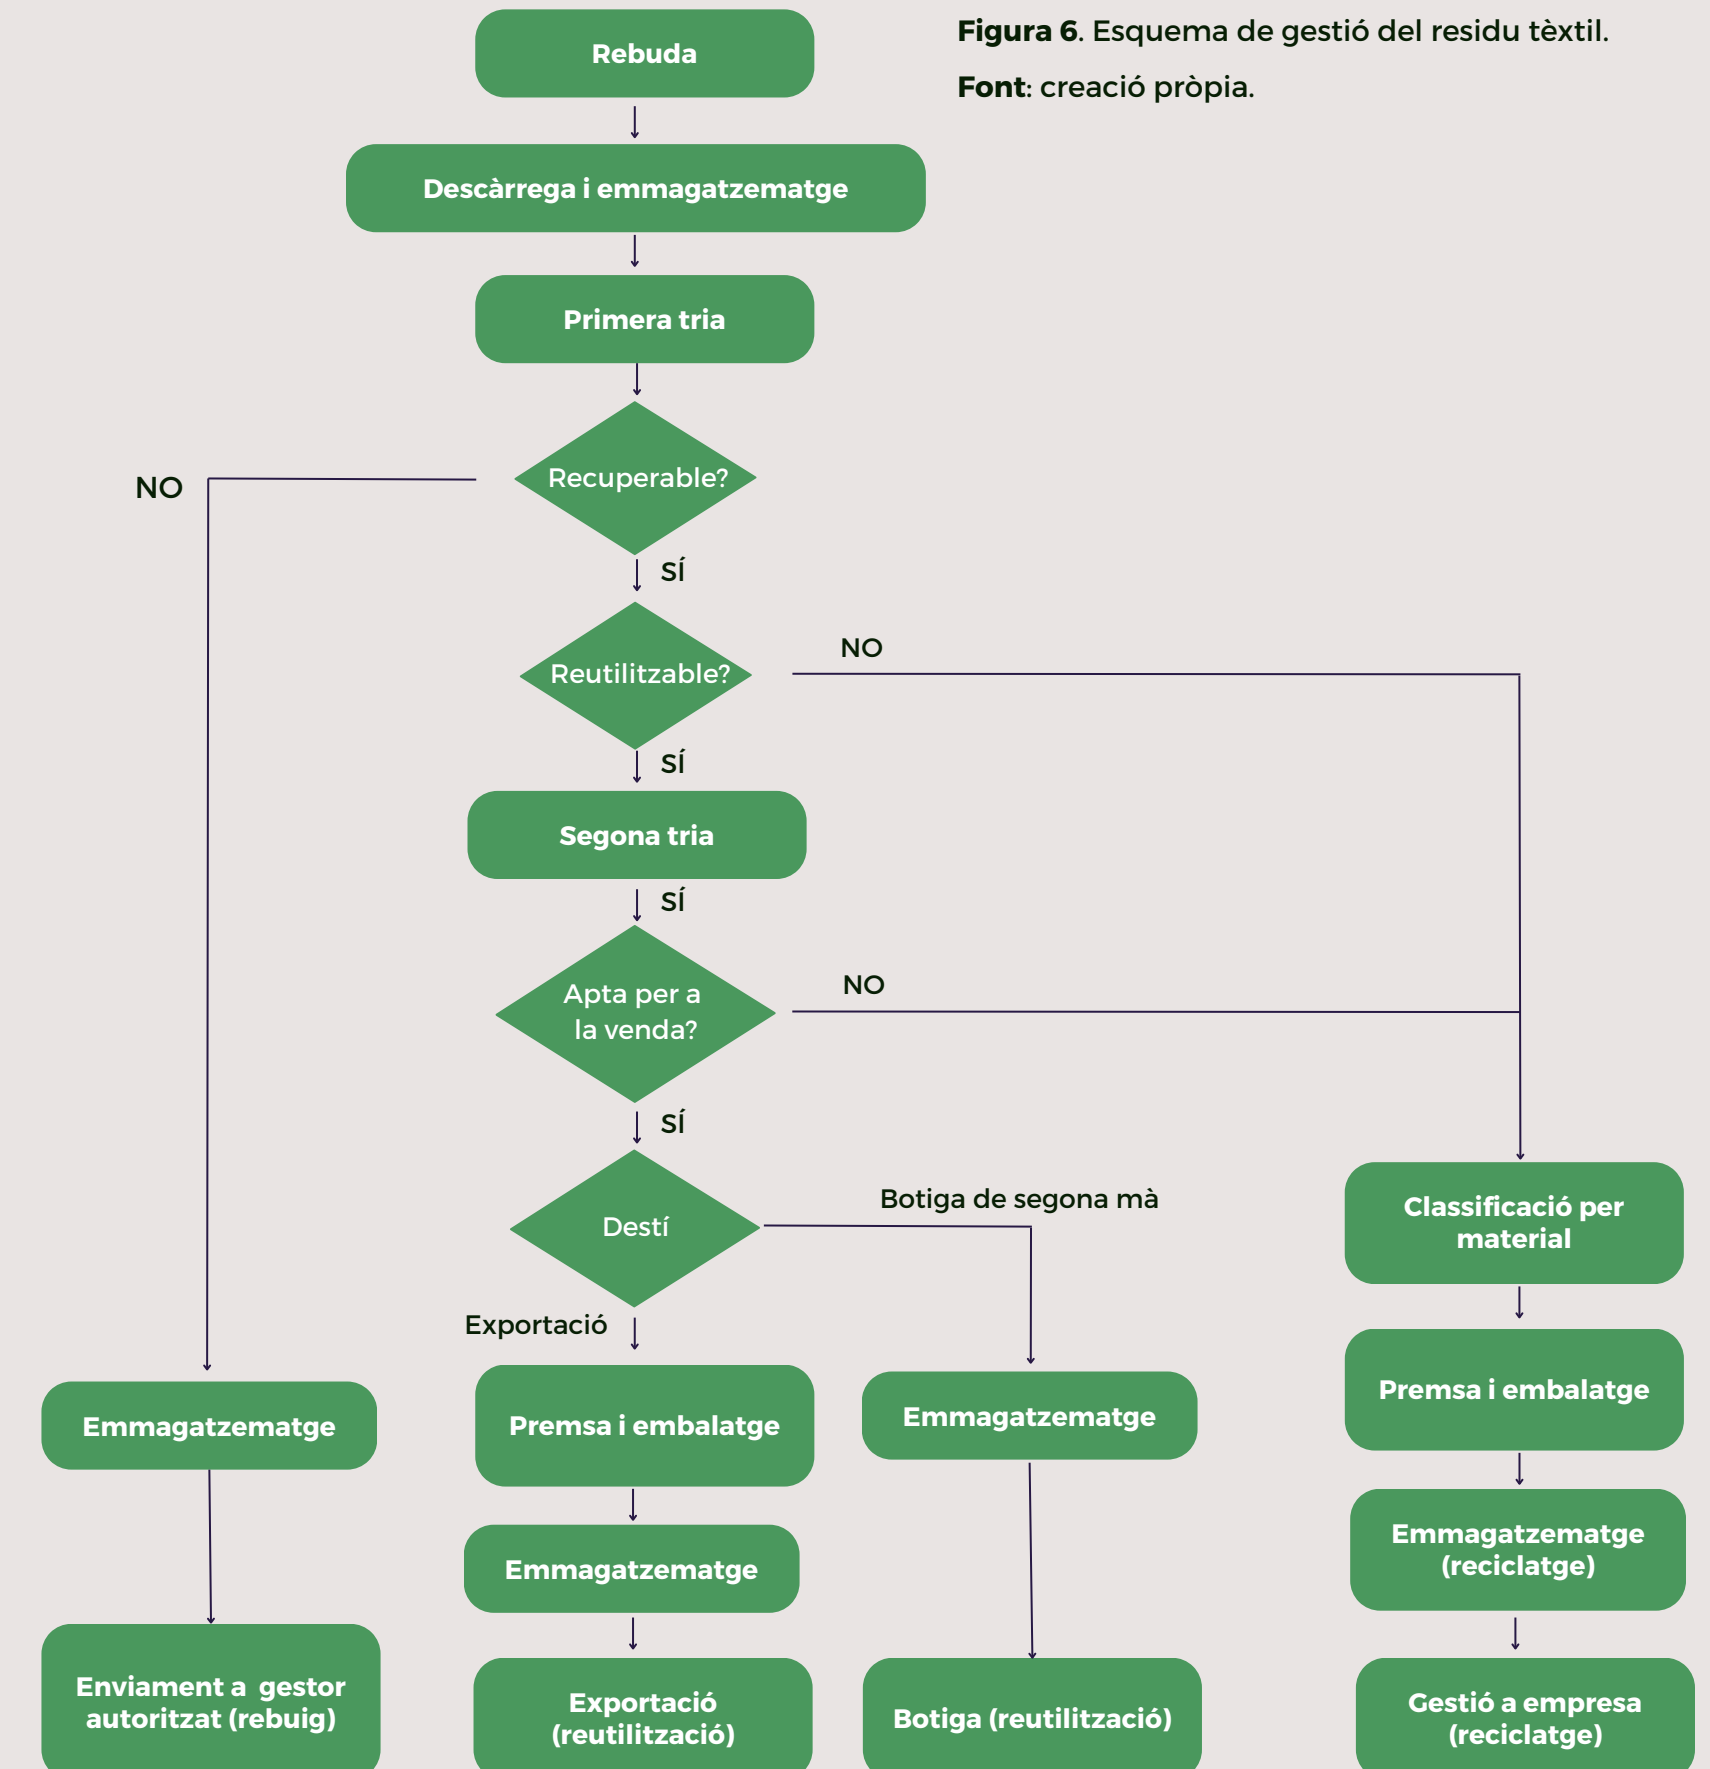 Rebuda
Figura 6. Esquema de gestió del residu tèxtil.
Font: creació pròpia.
Descàrrega i emmagatzematge
Primera tria
Recuperable?
NO
SÍ
Reutilitzable?
NO
SÍ
Segona tria
SÍ
Apta per a
la venda?
NO
SÍ
Destí
Botiga de segona mà
Exportació
Classificació per
material
Premsa i embalatge
Emmagatzematge
(reciclatge)
Gestió a empresa
(reciclatge)
Emmagatzematge
Botiga (reutilització)
Premsa i embalatge
Emmagatzematge
Exportació
(reutilització)
Emmagatzematge
Enviament a  gestor
autoritzat (rebuig)